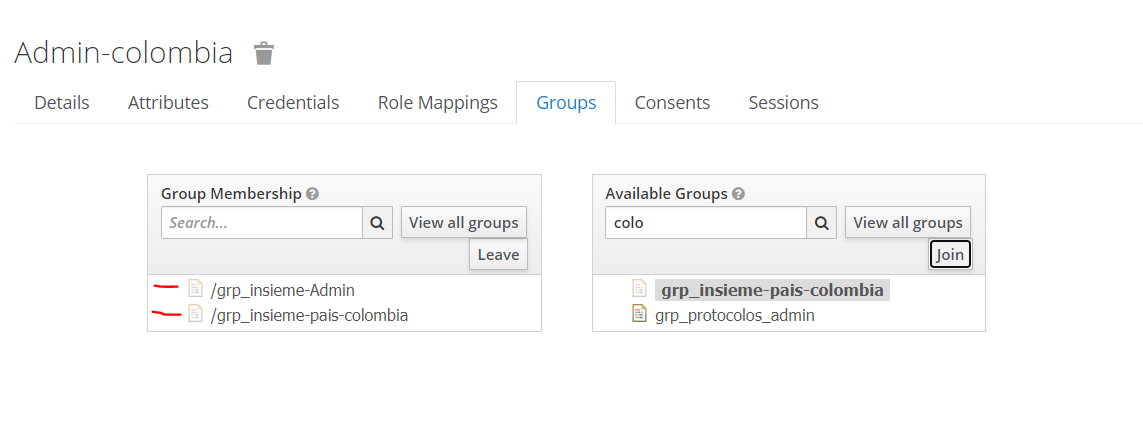 Admin-colombia
Details Attributes Credentials Role Mappings Groups Consents Sessions
Group Membership
Search...
View all groups
Leave
/grp_insieme-Admin
/grp_insieme-pais-colombia
Available Groups
colo
View all groups
Join
grp_insieme-pais-colombia
grp_protocolos_admin